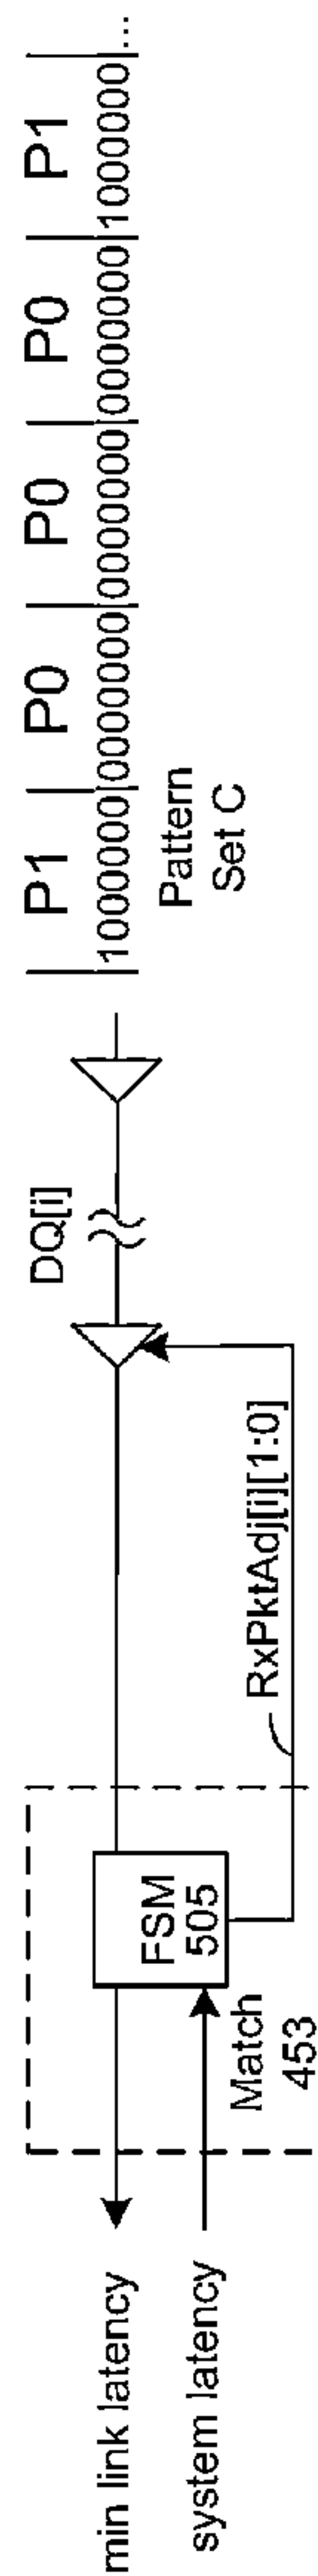 P1 P0 P0 P0 P1
1000000 0000000 0000000 0000000 1000000 ...
Pattern
Set C
DQ[i]
RxPktAdj[i][1:0]
FSM
505
Match
453
min link latency
system latency